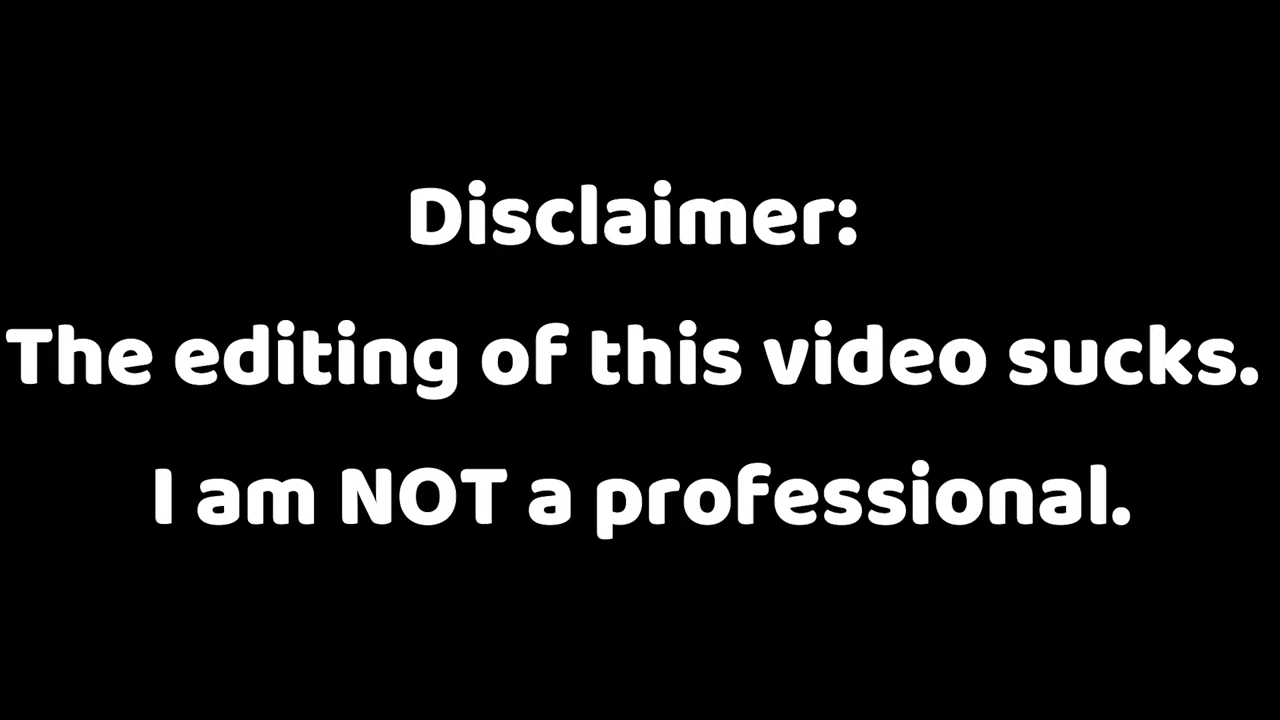 Disclaimer:
The editing of this video sucks.
I am NOT a professional.